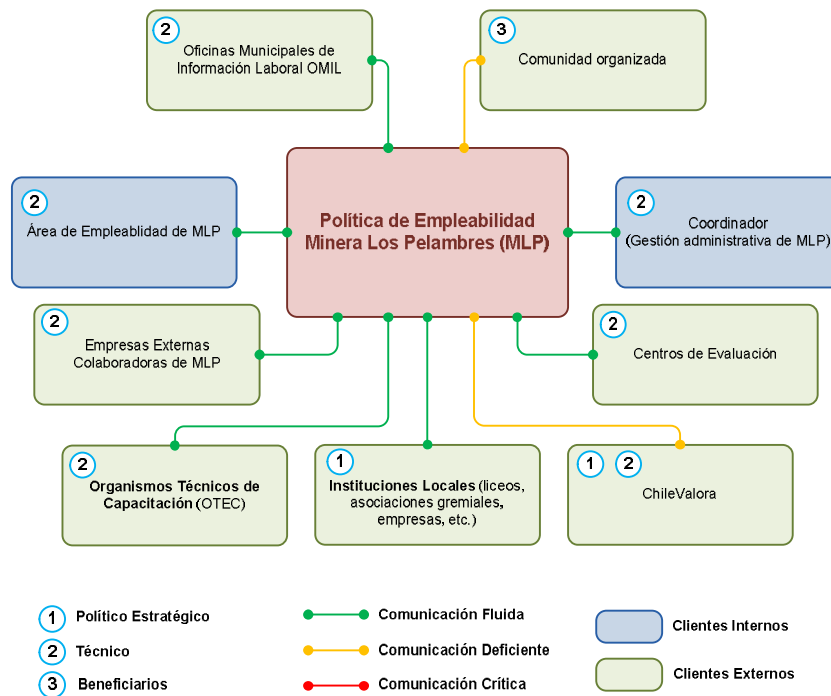 2
Oficinas Municipales de
Información Laboral OMIL
3
Comunidad organizada
2
Área de Empleablidad de MLP
Política de Empleabilidad
Minera Los Pelambres (MLP)
2
Coordinador
(Gestión administrativa de MLP)
2
Empresas Externas
Colaboradoras de MLP
2
Centros de Evaluación
2
Organismos Técnicos de
Capacitación (OTEC)
1
Instituciones Locales (liceos,
asociaciones gremiales,
empresas, etc.)
1 2
ChileValora
1 Político Estratégico
2 Técnico
3 Beneficiarios
Comunicación Fluida
Comunicación Deficiente
Comunicación Crítica
Clientes Internos
Clientes Externos